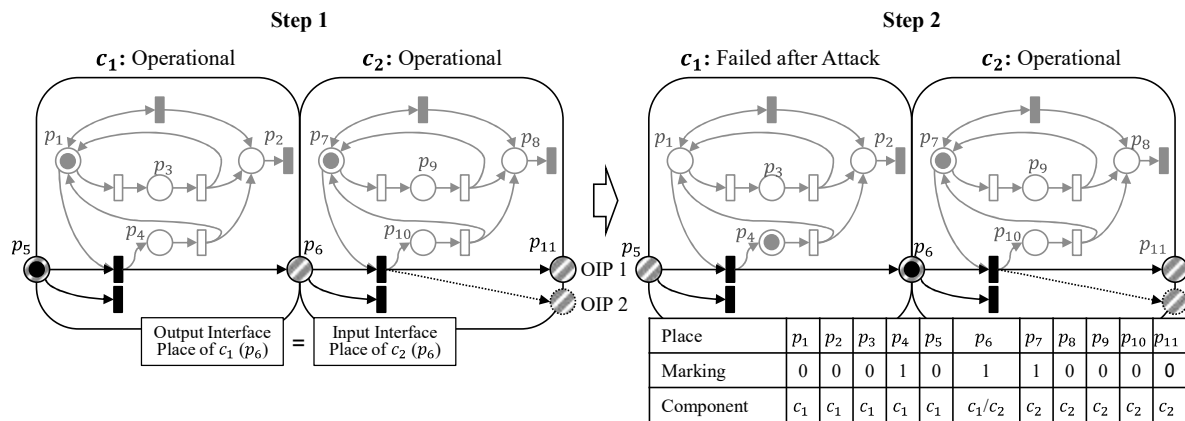 Step 1
c₁: Operational
c₂: Operational
p₁
p₂
p₃
p₄
p₅
p₆
p₇
p₈
p₉
p₁₀
p₁₁
OIP 1
OIP 2
Output Interface
Place of c₁ (p₆)
=
Input Interface
Place of c₂ (p₆)
Step 2
c₁: Failed after Attack
c₂: Operational
p₁
p₂
p₃
p₄
p₅
p₆
p₇
p₈
p₉
p₁₀
p₁₁
Place p₁ p₂ p₃ p₄ p₅ p₆ p₇ p₈ p₉ p₁₀ p₁₁
Marking 0 0 0 1 0 1 1 0 0 0 0
Component c₁ c₁ c₁ c₁ c₁ c₁/c₂ c₂ c₂ c₂ c₂ c₂